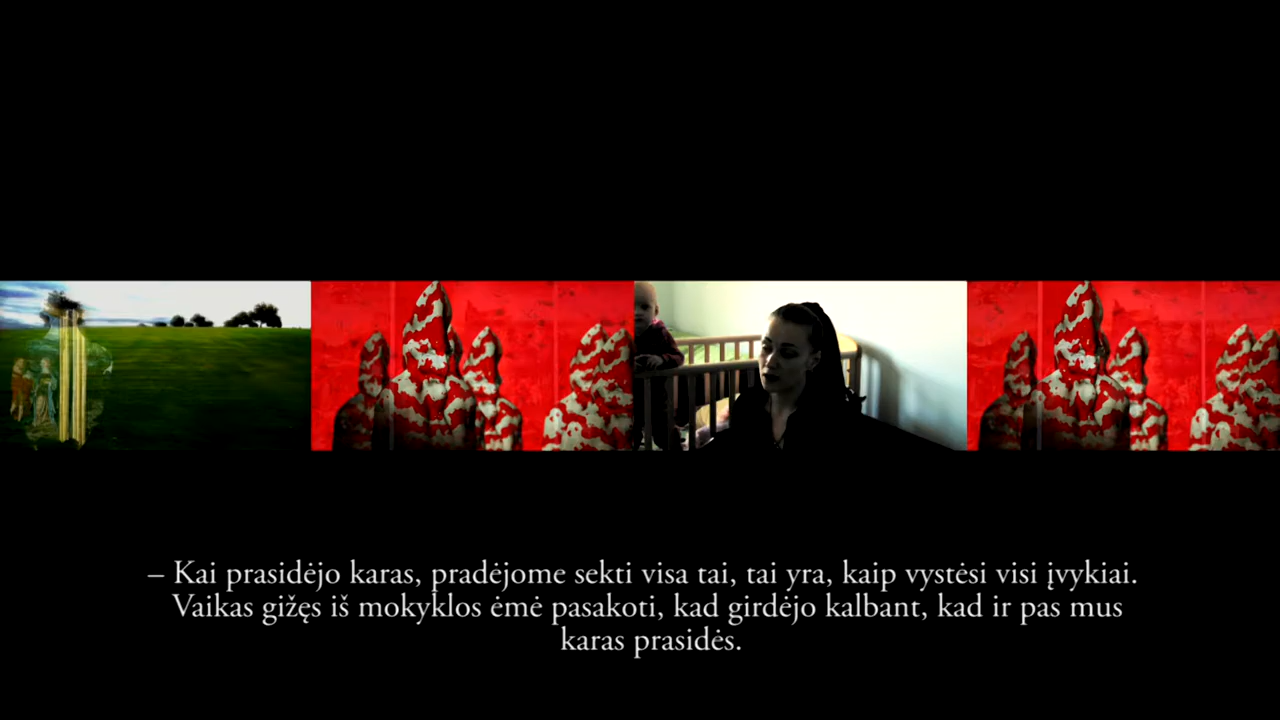 – Kai prasidėjo karas, pradėjome sekti visa tai, tai yra, kaip vystėsi visi įvykiai.
Vaikas gižęs iš mokyklos ėmė pasakoti, kad girdėjo kalbant, kad ir pas mus
karas prasidės.